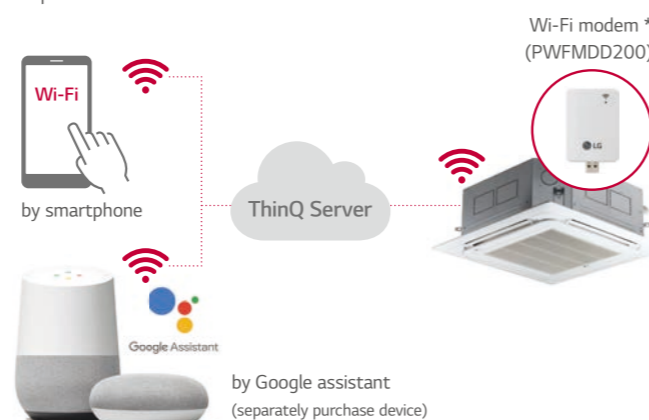 Wi-Fi modem *
(PWFMDD200)
Wi-Fi
LG
by smartphone
ThinQ Server
Google Assistant
by Google assistant
(separately purchase device)